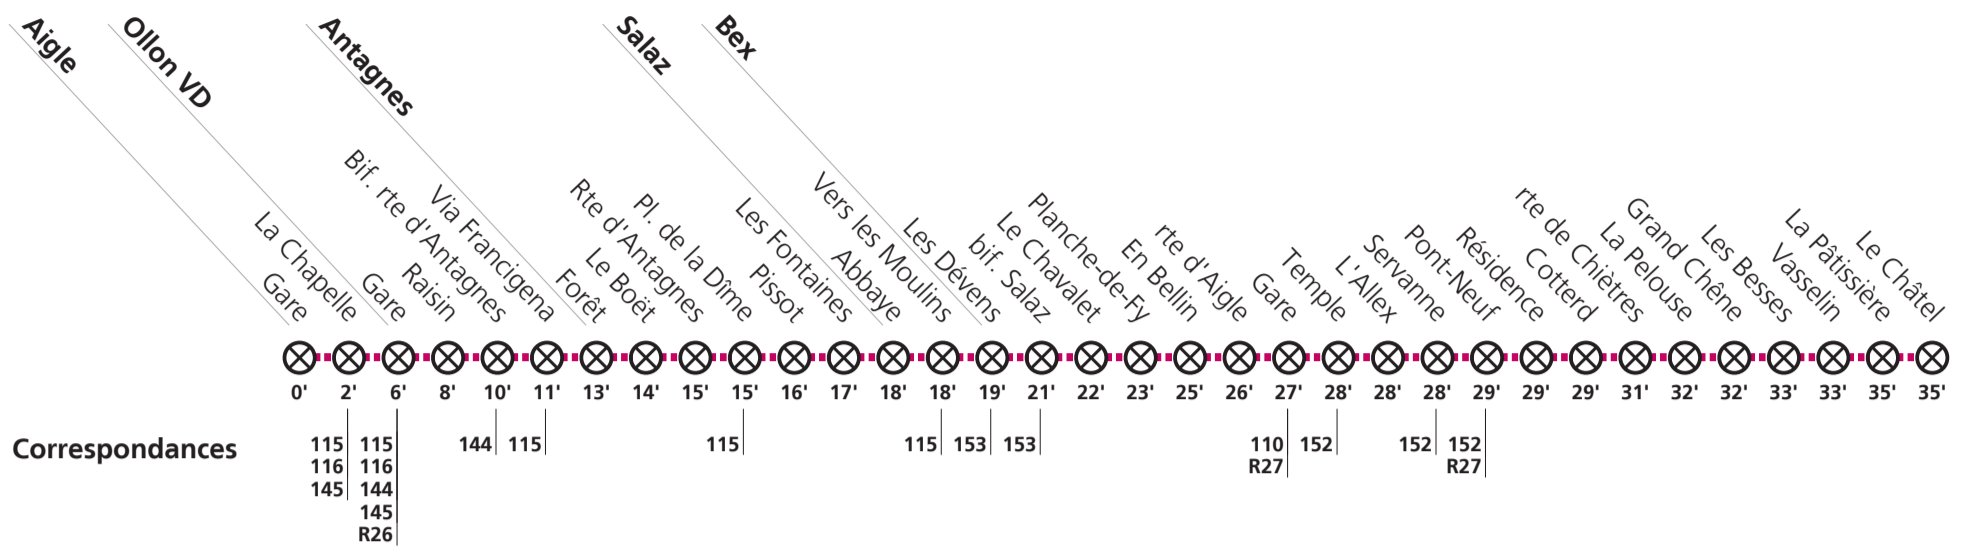 Aigle
Ollon VD
Antagnes
Salaz
Bex
Gare
La Chapelle
Gare
Raisin
Bif. rte d'Antagnes
Via Francigena
Forêt
Le Boët
Rte d'Antagnes
Pl. de la Dîme
Pissot
Les Fontaines
Abbaye
Vers les Moulins
Les Dévens
bif. Salaz
Le Chavalet
Planche-de-Fy
En Bellin
rte d'Aigle
Gare
Temple
L'Allex
Servanne
Pont-Neuf
Résidence
Cotterd
rte de Chiètres
La Pelouse
Grand Chêne
Les Besses
Vasselin
La Pâtissière
Le Châtel
0' 2' 6' 8' 10' 11' 13' 14' 15' 15' 16' 17' 18' 18' 19' 21' 22' 23' 25' 26' 27' 28' 28' 28' 29' 29' 29' 31' 32' 32' 33' 33' 35' 35'
Correspondances
115 115 144 115 115 115 153 153 110 152 152 152
116 116 R27 R27
145 144
145
R26